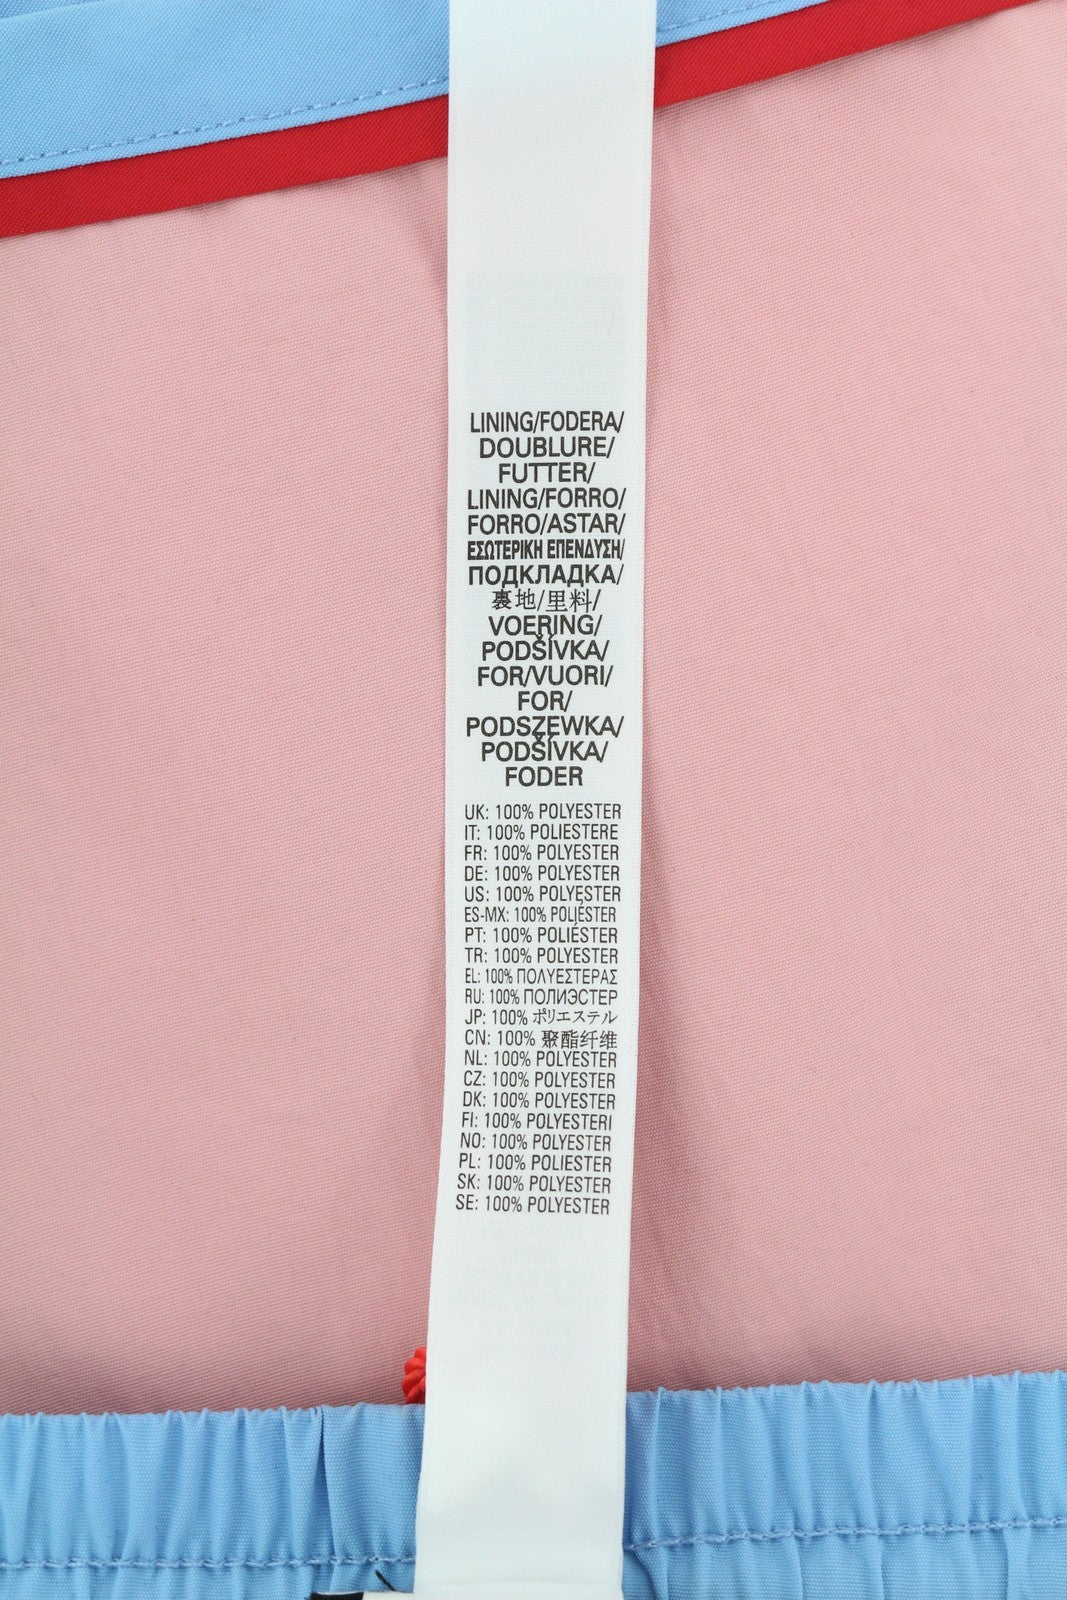 LINING/FODERA/
DOUBLURE/
FUTTER/
LINING/FORRO/
FORRO/ASTAR/
ΕΣΩΤΕΡΙΚΗ ΕΠΕΝΔΥΣΗ/
ПОДКЛАДКА/
裏地/里料/
VOERING/
PODŠÍVKA/
FOR/VUORI/
FOR/
PODSZEWKA/
PODŠÍVKA/
FODER
UK: 100% POLYESTER
IT: 100% POLIESTERE
FR: 100% POLYESTER
DE: 100% POLYESTER
US: 100% POLYESTER
ES-MX: 100% POLIÉSTER
PT: 100% POLIÉSTER
TR: 100% POLYESTER
EL: 100% ΠΟΛΥΕΣΤΕΡΑΣ
RU: 100% ПОЛИЭСТЕР
JP: 100% ポリエステル
CN: 100% 聚酯纤维
NL: 100% POLYESTER
CZ: 100% POLYESTER
DK: 100% POLYESTER
FI: 100% POLYESTERI
NO: 100% POLYESTER
PL: 100% POLIESTER
SK: 100% POLYESTER
SE: 100% POLYESTER